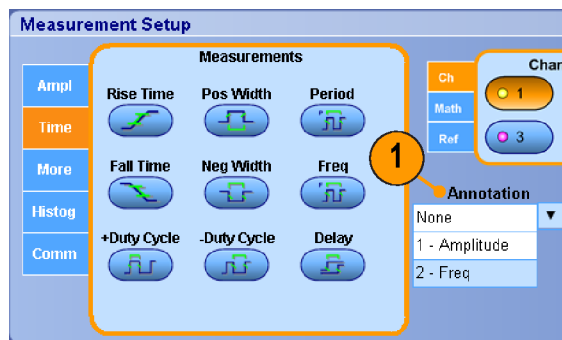 Measurement Setup
Measurements
Ampl
Time
More
Histog
Comm
Rise Time Pos Width Period
Fall Time Neg Width Freq
+Duty Cycle -Duty Cycle Delay
Ch
Math
Ref
Char
1
3
1
Annotation
None
1 - Amplitude
2 - Freq